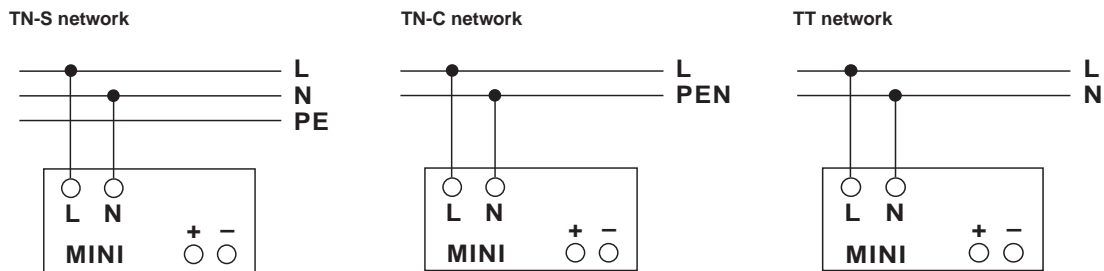 TN-S network
L
N
PE
L N
+ –
MINI
TN-C network
L
PEN
L N
+ –
MINI
TT network
L
N
L N
+ –
MINI